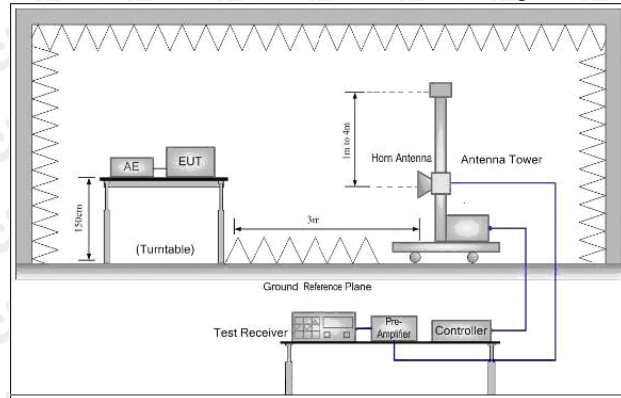 1m to 4m
Horn Antenna
Antenna Tower
AE
EUT
150cm
(Turntable)
3m
Ground Reference Plane
Test Receiver
Pre-
Amplifier
Controller